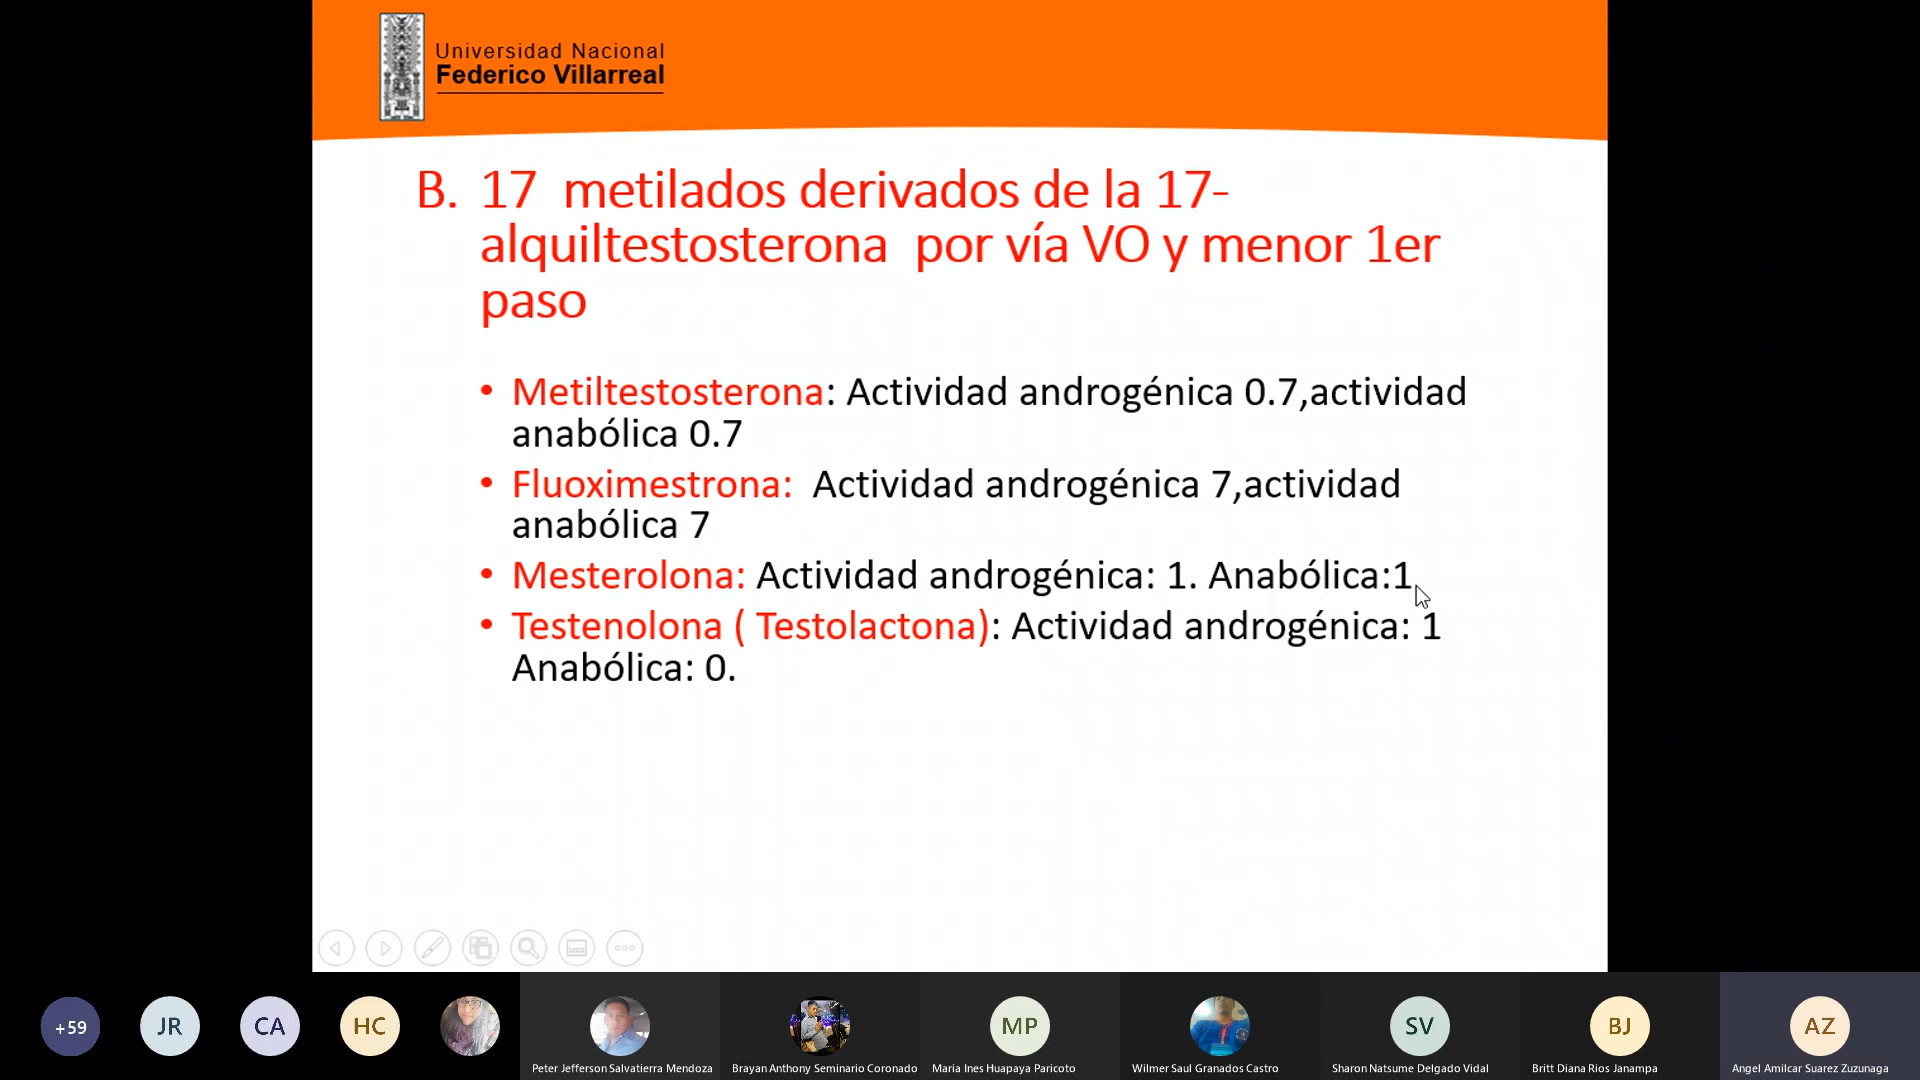 Universidad Nacional
Federico Villarreal
B. 17 metilados derivados de la 17-
alquiltestosterona por vía VO y menor 1er
paso
• Metiltestosterona: Actividad androgénica 0.7,actividad
anabólica 0.7
• Fluoximestrona: Actividad androgénica 7,actividad
anabólica 7
• Mesterolona: Actividad androgénica: 1. Anabólica:1
• Testenolona ( Testolactona): Actividad androgénica: 1
Anabólica: 0.
+59 JR CA HC MP SV BJ AZ
Peter Jefferson Salvatierra Mendoza Brayan Anthony Seminario Coronado Maria Ines Huapaya Paricoto Wilmer Saul Granados Castro Sharon Natsume Delgado Vidal Britt Diana Rios Janampa Angel Amilcar Suarez Zuzunaga